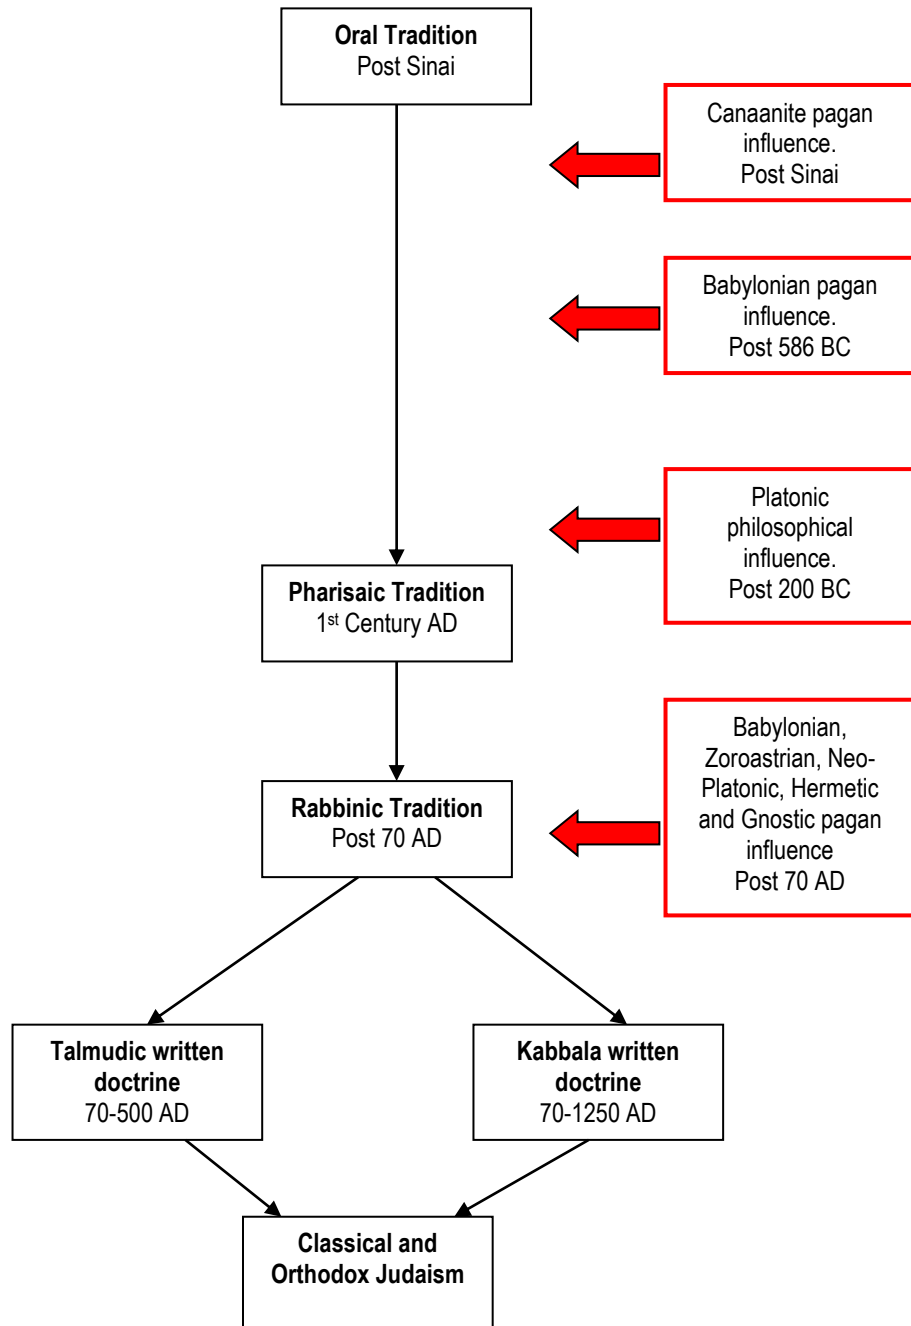 Oral Tradition
Post Sinai
Canaanite pagan
influence.
Post Sinai
Babylonian pagan
influence.
Post 586 BC
Platonic
philosophical
influence.
Post 200 BC
Pharisaic Tradition
1st Century AD
Babylonian,
Zoroastrian, Neo-
Platonic, Hermetic
and Gnostic pagan
influence
Post 70 AD
Rabbinic Tradition
Post 70 AD
Talmudic written
doctrine
70-500 AD
Kabbala written
doctrine
70-1250 AD
Classical and
Orthodox Judaism